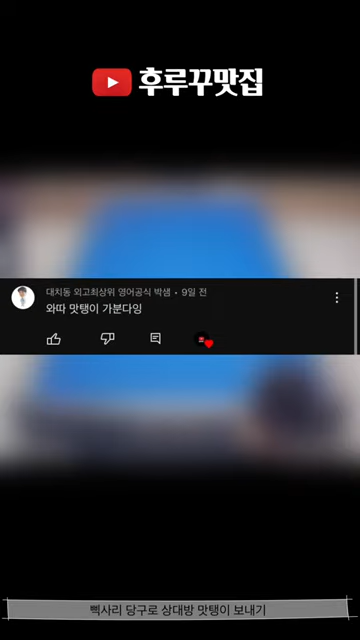 후루꾸맛집
대치동 외고최상위 영어공식 박샘 • 9일 전
와따 맛탱이 가분다잉
삑사리 당구로 상대방 맛탱이 보내기